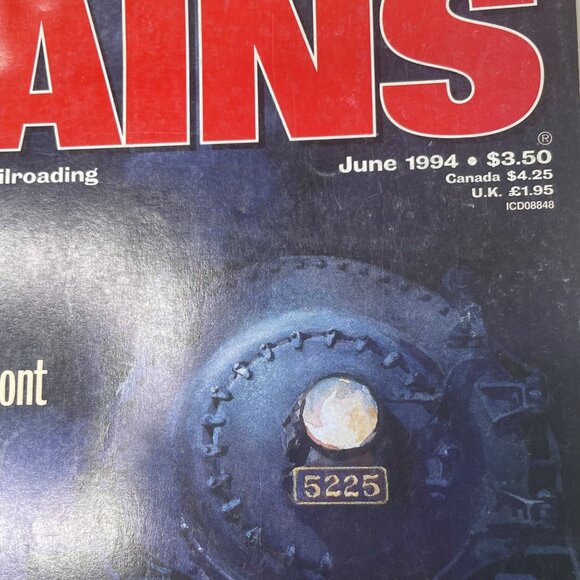 AINS
®
June 1994 • $3.50
ilroading
Canada $4.25
U.K. £1.95
ICD08848
ont
5225